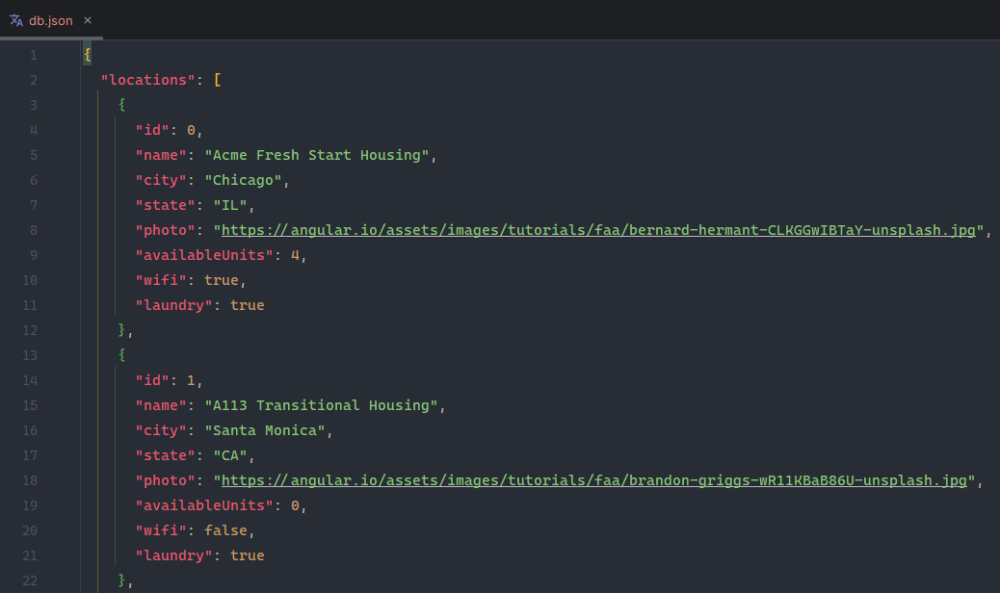 db.json ×
1 {
2 "locations": [
3 {
4 "id": 0,
5 "name": "Acme Fresh Start Housing",
6 "city": "Chicago",
7 "state": "IL",
8 "photo": "https://angular.io/assets/images/tutorials/faa/bernard-hermant-CLKGGwIBTaY-unsplash.jpg",
9 "availableUnits": 4,
10 "wifi": true,
11 "laundry": true
12 },
13 {
14 "id": 1,
15 "name": "A113 Transitional Housing",
16 "city": "Santa Monica",
17 "state": "CA",
18 "photo": "https://angular.io/assets/images/tutorials/faa/brandon-griggs-wR11KBaB86U-unsplash.jpg",
19 "availableUnits": 0,
20 "wifi": false,
21 "laundry": true
22 },